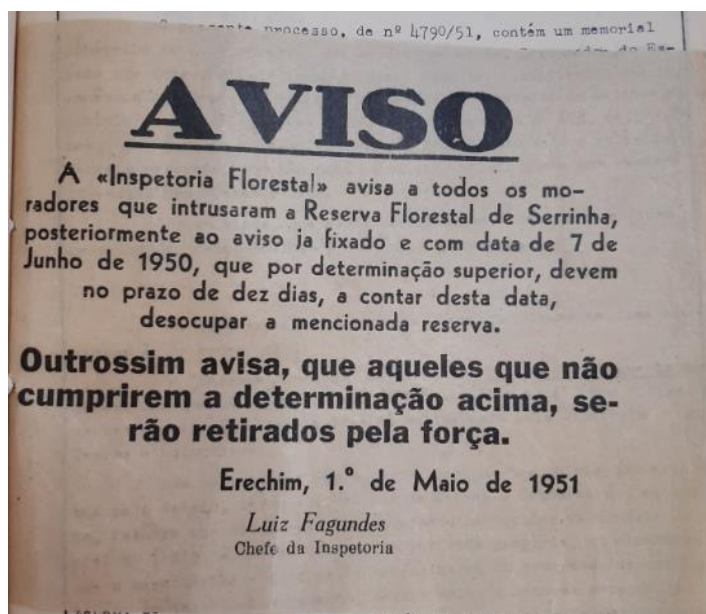 processo, de nº 4790/51, contém um memorial
AVISO
A «Inspetoria Florestal» avisa a todos os mo-
radores que intrusaram a Reserva Florestal de Serrinha,
posteriormente ao aviso ja fixado e com data de 7 de
Junho de 1950, que por determinação superior, devem
no prazo de dez dias, a contar desta data,
desocupar a mencionada reserva.
Outrossim avisa, que aqueles que não
cumprirem a determinação acima, se-
rão retirados pela força.
Erechim, 1.º de Maio de 1951
Luiz Fagundes
Chefe da Inspetoria